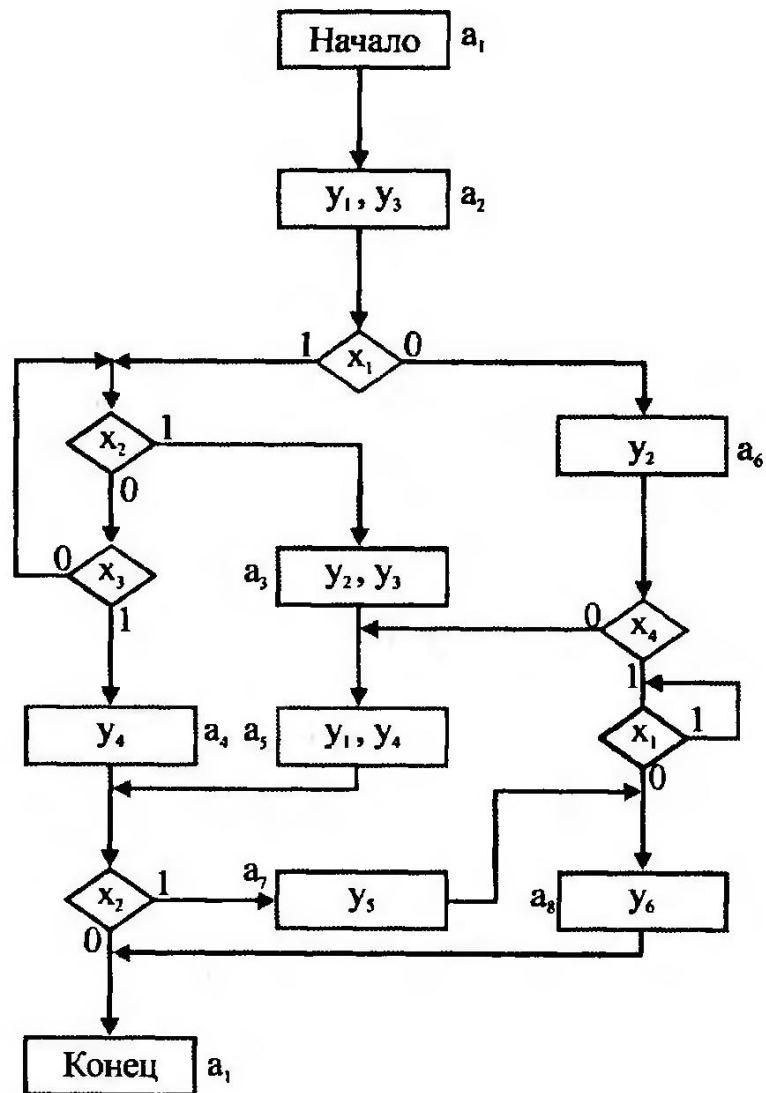 Начало a₁
y₁, y₃ a₂
1 x₁ 0
x₂ 1
0
y₂ a₆
0 x₃
1
a₃ y₂, y₃
0 x₄
1
y₄ a₄
a₅ y₁, y₄
x₁ 1
0
x₂ 1
0
a₇ y₅
a₈ y₆
Конец a₁